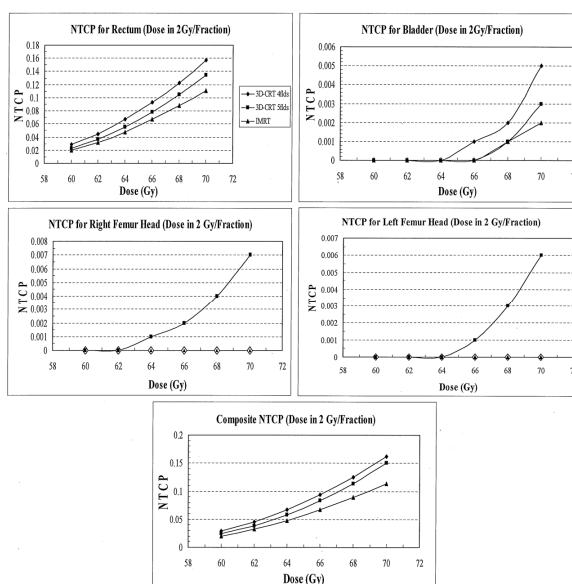 NTCP for Rectum (Dose in 2Gy/Fraction)
NTCP
0.18
0.16
0.14
0.12
0.1
0.08
0.06
0.04
0.02
0
58 60 62 64 66 68 70 72
Dose (Gy)
3D-CRT 4flds
3D-CRT 5flds
IMRT
NTCP for Bladder (Dose in 2Gy/Fraction)
NTCP
0.006
0.005
0.004
0.003
0.002
0.001
0
58 60 62 64 66 68 70 72
Dose (Gy)
NTCP for Right Femur Head (Dose in 2 Gy/Fraction)
NTCP
0.008
0.007
0.006
0.005
0.004
0.003
0.002
0.001
0
58 60 62 64 66 68 70 72
Dose (Gy)
NTCP for Left Femur Head (Dose in 2 Gy/Fraction)
NTCP
0.007
0.006
0.005
0.004
0.003
0.002
0.001
0
58 60 62 64 66 68 70 72
Dose (Gy)
Composite NTCP (Dose in 2 Gy/Fraction)
NTCP
0.2
0.15
0.1
0.05
0
58 60 62 64 66 68 70 72
Dose (Gy)